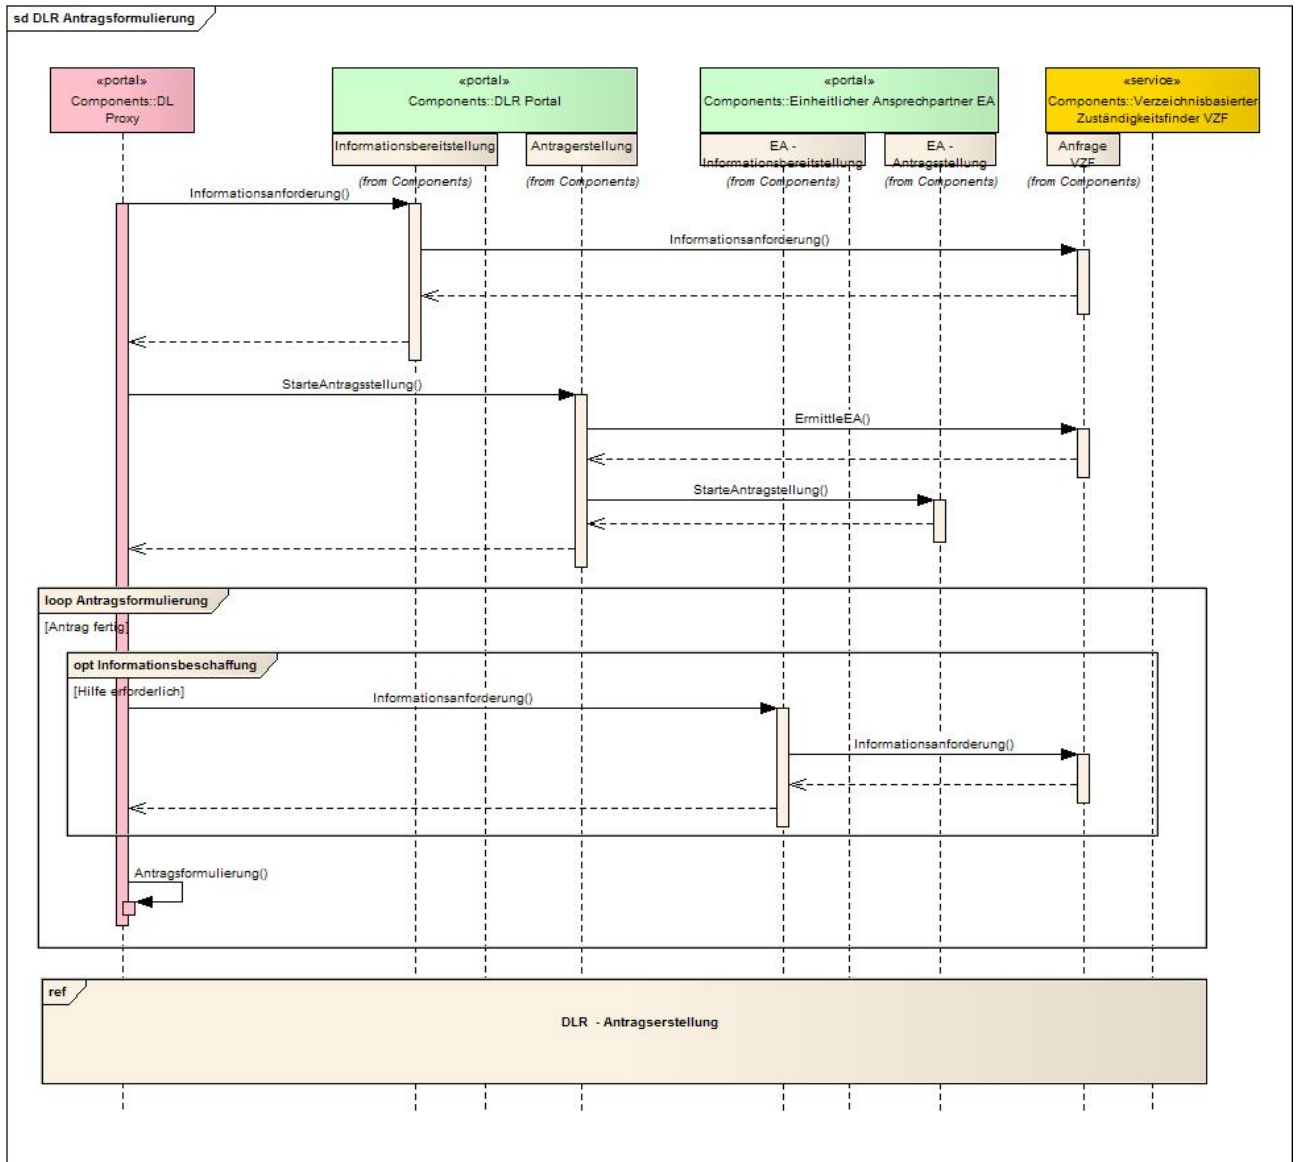 sd DLR Antragsformulierung
«portal»
Components::DL
Proxy
«portal»
Components::DLR Portal
«portal»
Components::Einheitlicher Ansprechpartner EA
«service»
Components::Verzeichnisbasierter
Zuständigkeitsfinder VZF
Informationsbereitstellung
Antragerstellung
EA -
Informationsbereitstellung
EA -
Antragsstellung
Anfrage
VZF
(from Components)
(from Components)
(from Components)
(from Components)
(from Components)
Informationsanforderung()
Informationsanforderung()
StarteAntragsstellung()
ErmittleEA()
StarteAntragstellung()
loop Antragsformulierung
[Antrag fertig]
opt Informationsbeschaffung
[Hilfe erforderlich]
Informationsanforderung()
Informationsanforderung()
Antragsformulierung()
ref
DLR - Antragserstellung